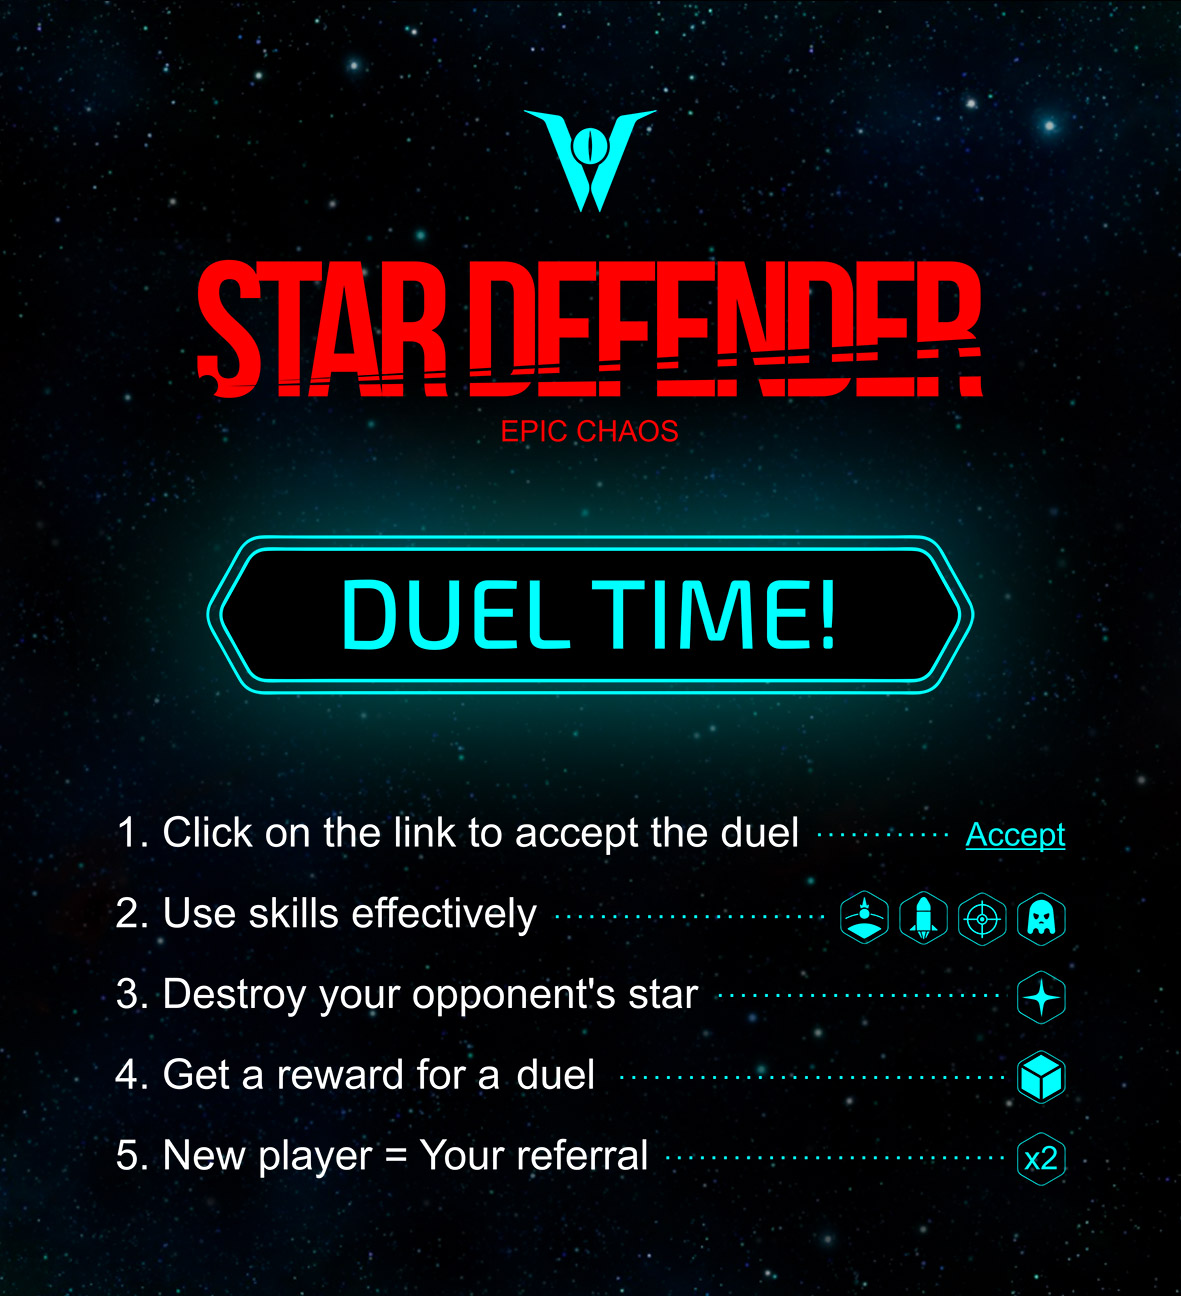 STAR DEFENDER
EPIC CHAOS
DUEL TIME!
1. Click on the link to accept the duel ............ Accept
2. Use skills effectively
3. Destroy your opponent's star
4. Get a reward for a duel
5. New player = Your referral x2